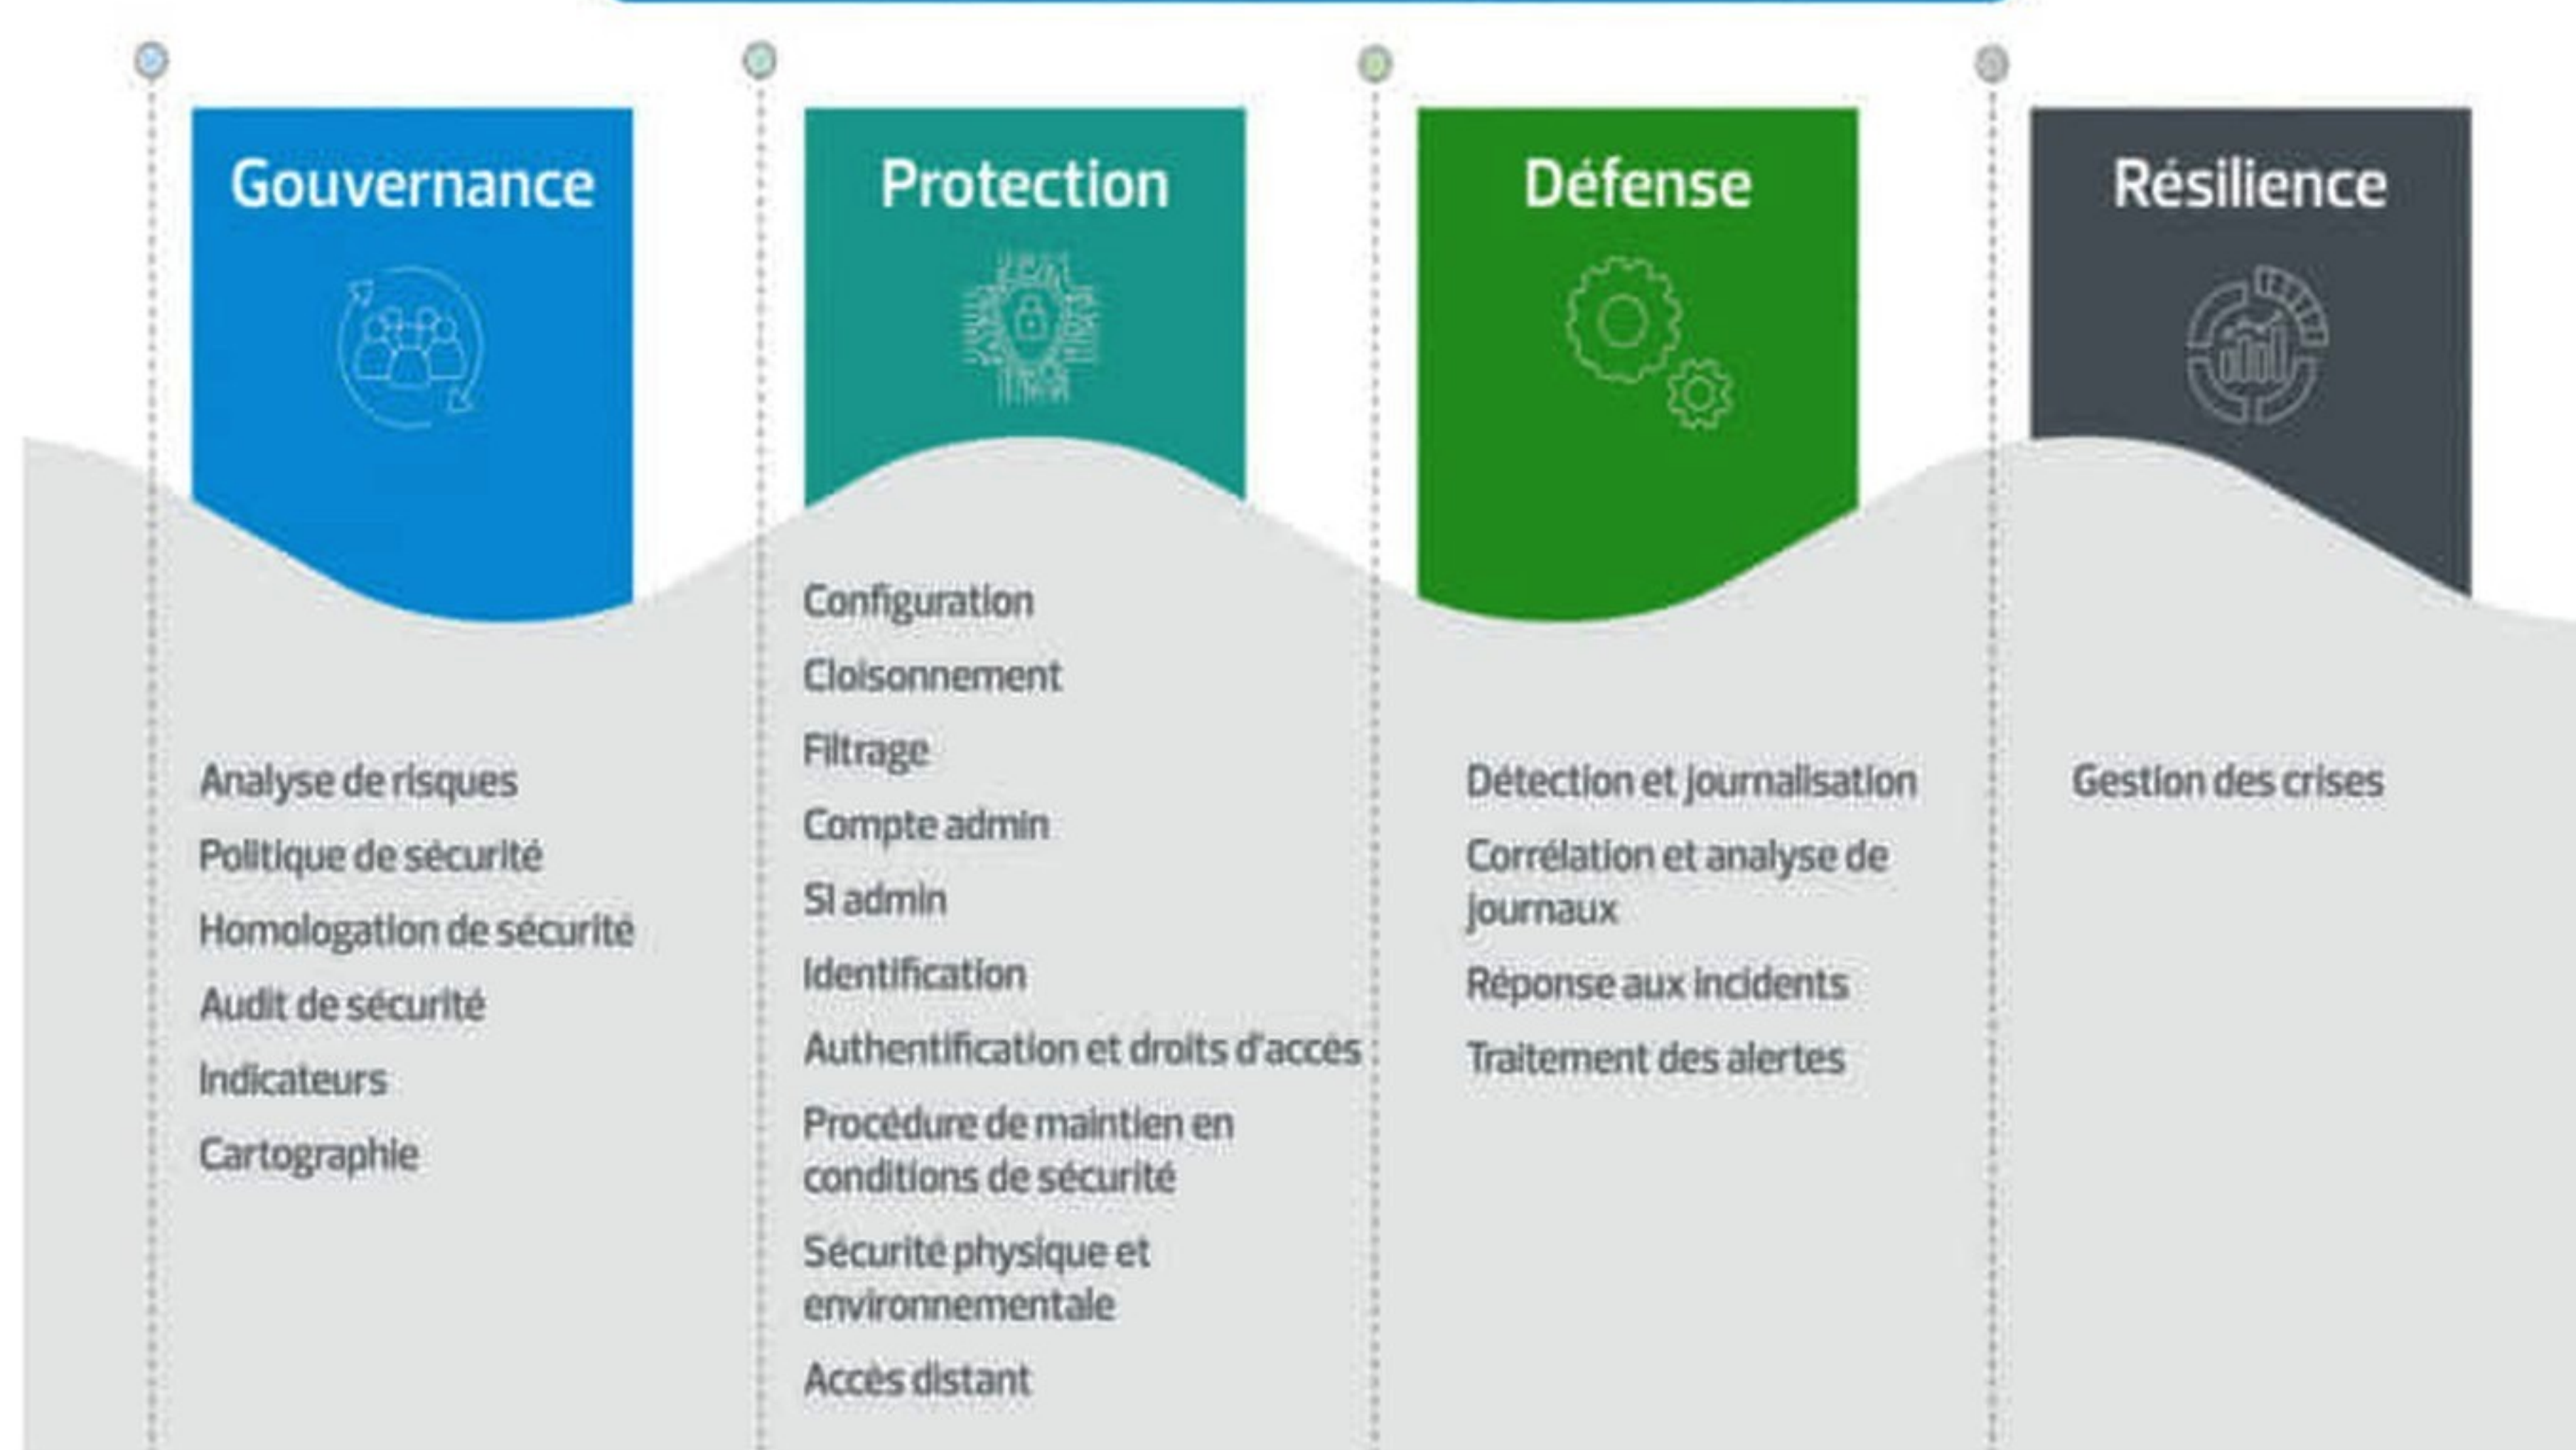 Gouvernance
Analyse de risques
Politique de sécurité
Homologation de sécurité
Audit de sécurité
Indicateurs
Cartographie
Protection
Configuration
Cloisonnement
Filtrage
Compte admin
SI admin
Identification
Authentification et droits d'accès
Procédure de maintien en
conditions de sécurité
Sécurité physique et
environnementale
Accès distant
Défense
Détection et journalisation
Corrélation et analyse de
journaux
Réponse aux incidents
Traitement des alertes
Résilience
Gestion des crises